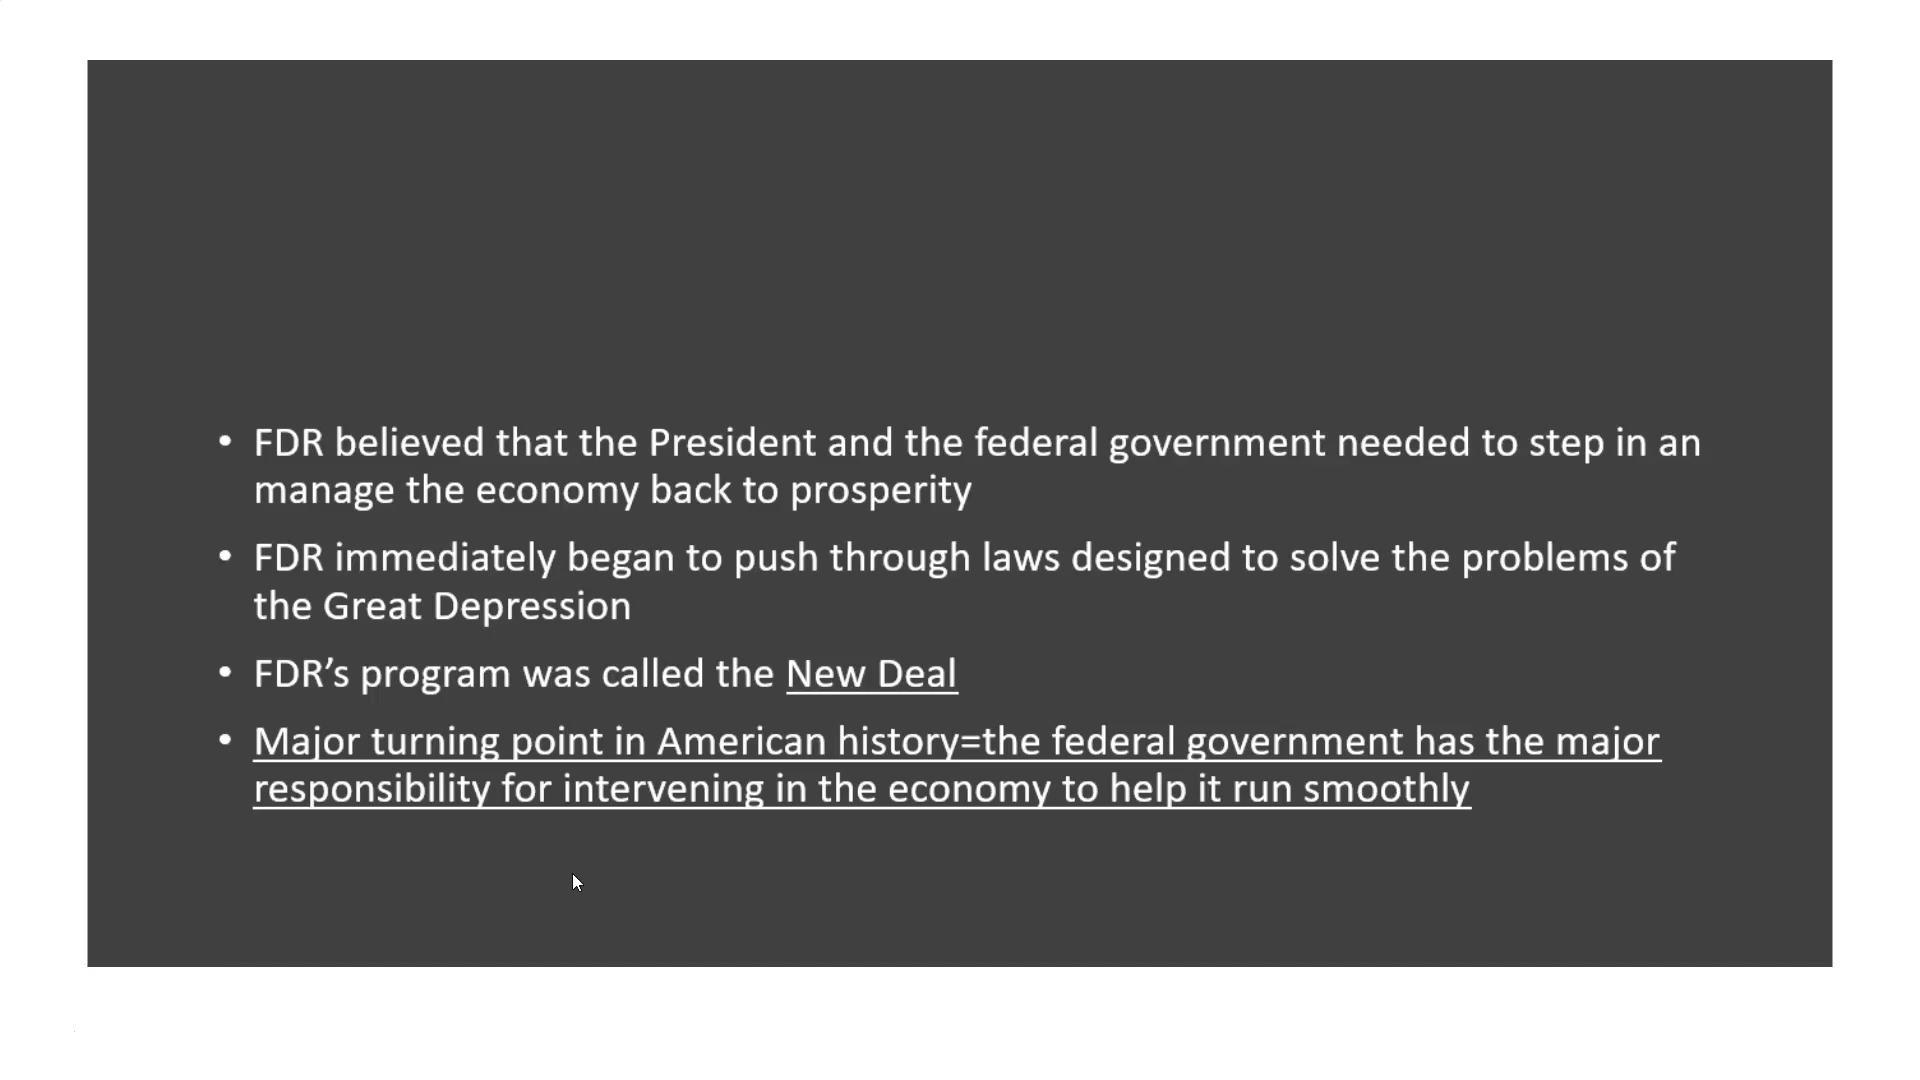 • FDR believed that the President and the federal government needed to step in an
manage the economy back to prosperity
• FDR immediately began to push through laws designed to solve the problems of
the Great Depression
• FDR’s program was called the New Deal
• Major turning point in American history=the federal government has the major
responsibility for intervening in the economy to help it run smoothly